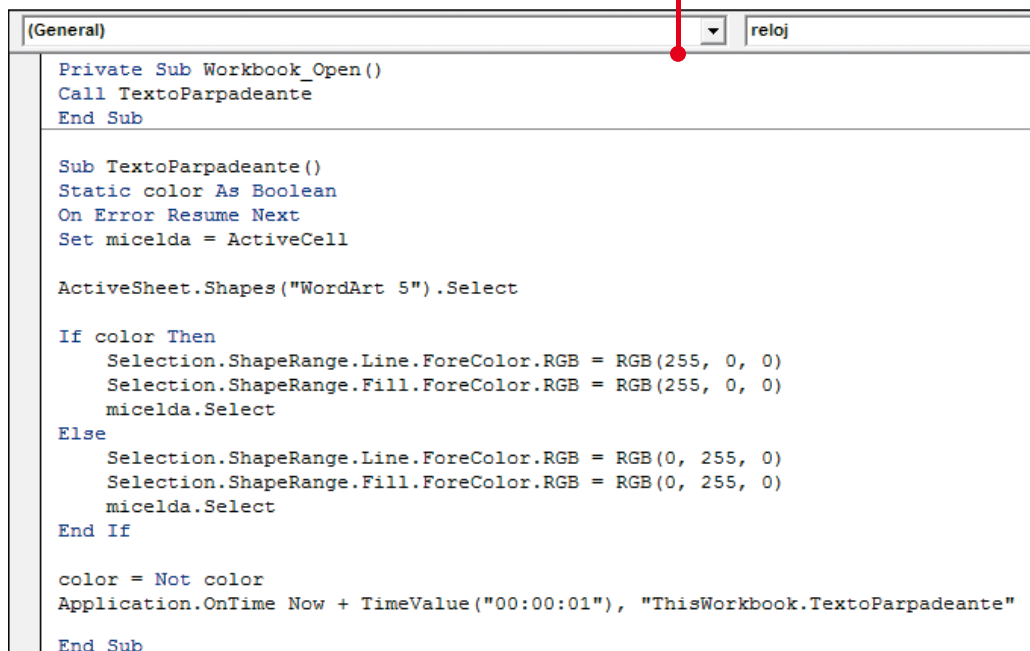 (General) reloj
Private Sub Workbook_Open()
Call TextoParpadeante
End Sub
Sub TextoParpadeante()
Static color As Boolean
On Error Resume Next
Set micelda = ActiveCell
ActiveSheet.Shapes("WordArt 5").Select
If color Then
Selection.ShapeRange.Line.ForeColor.RGB = RGB(255, 0, 0)
Selection.ShapeRange.Fill.ForeColor.RGB = RGB(255, 0, 0)
micelda.Select
Else
Selection.ShapeRange.Line.ForeColor.RGB = RGB(0, 255, 0)
Selection.ShapeRange.Fill.ForeColor.RGB = RGB(0, 255, 0)
micelda.Select
End If
color = Not color
Application.OnTime Now + TimeValue("00:00:01"), "ThisWorkbook.TextoParpadeante"
End Sub